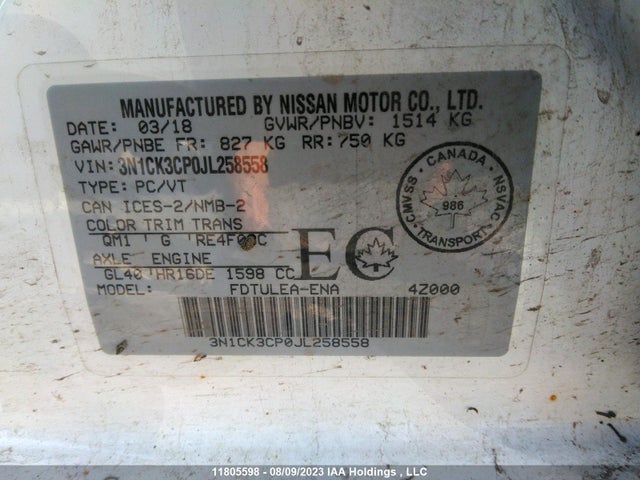 MANUFACTURED BY NISSAN MOTOR CO., LTD.
DATE: 03/18 GVWR/PNBV: 1514 KG
GAWR/PNBE FR: 827 KG RR: 750 KG
VIN: 3N1CK3CP0JL258558
TYPE: PC/VT
CAN ICES-2/NMB-2
COLOR TRIM TRANS
QM1 G RE4F00C
AXLE ENGINE
GL40 HR16DE 1598 CC
MODEL: FDTULEA-ENA 4Z000
3N1CK3CP0JL258558
EC
CMVSS - CANADA - NSVAC
986
TRANSPORT
11805598 - 08/09/2023 IAA Holdings , LLC